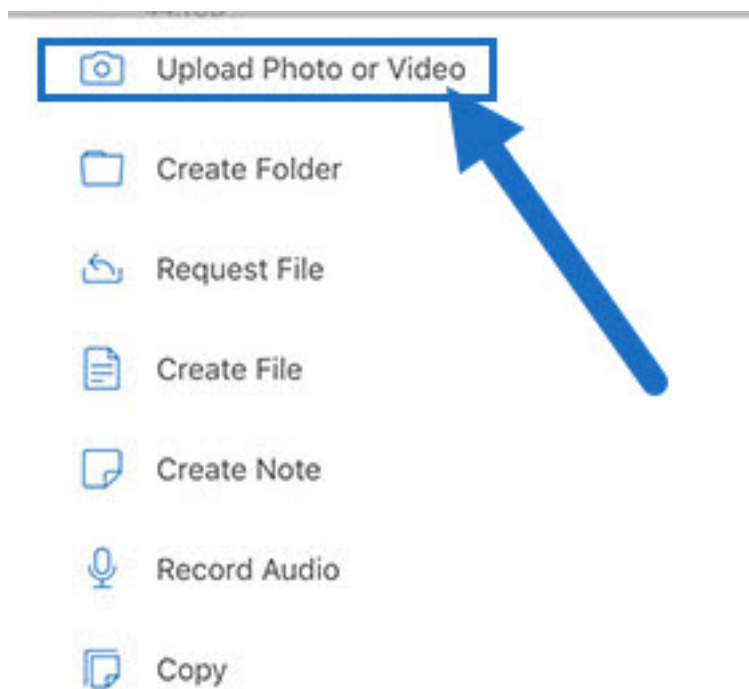 Upload Photo or Video
Create Folder
Request File
Create File
Create Note
Record Audio
Copy